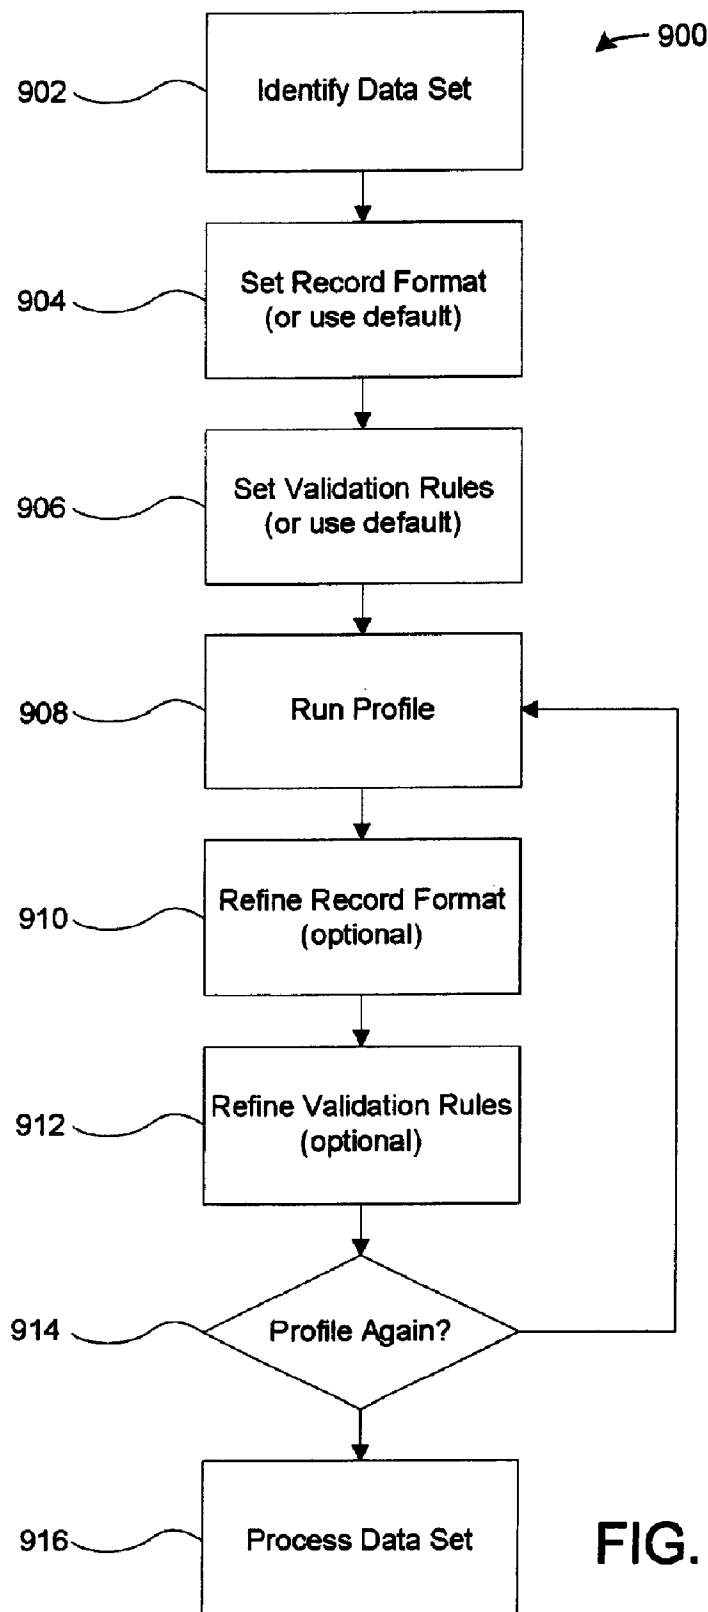 900
902
Identify Data Set
904
Set Record Format
(or use default)
906
Set Validation Rules
(or use default)
908
Run Profile
910
Refine Record Format
(optional)
912
Refine Validation Rules
(optional)
914
Profile Again?
916
Process Data Set
FIG.